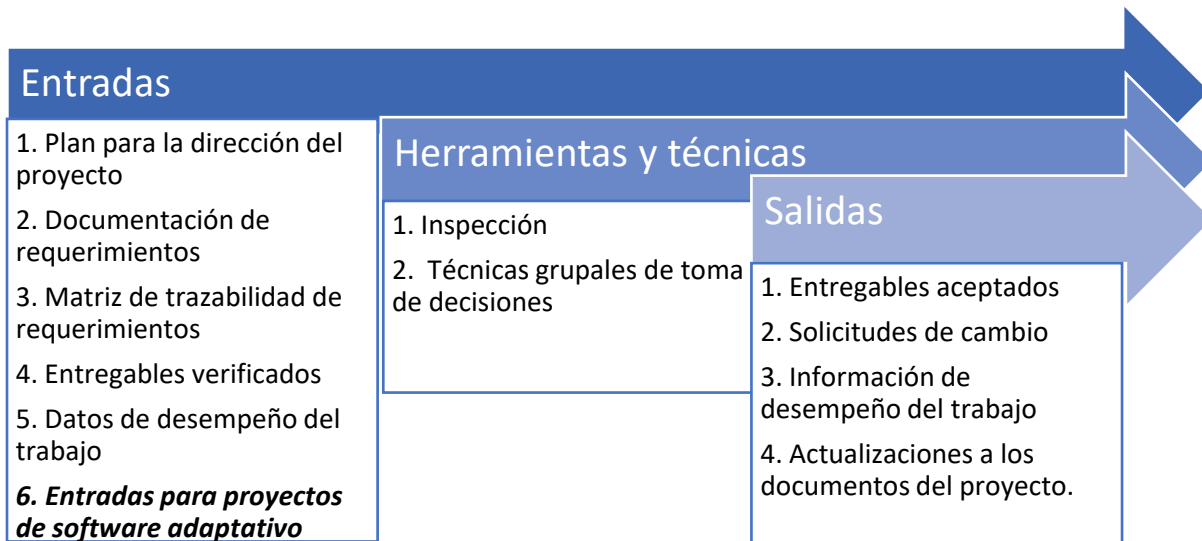 Entradas
1. Plan para la dirección del
proyecto
2. Documentación de
requerimientos
3. Matriz de trazabilidad de
requerimientos
4. Entregables verificados
5. Datos de desempeño del
trabajo
6. Entradas para proyectos
de software adaptativo
Herramientas y técnicas
1. Inspección
2. Técnicas grupales de toma
de decisiones
Salidas
1. Entregables aceptados
2. Solicitudes de cambio
3. Información de
desempeño del trabajo
4. Actualizaciones a los
documentos del proyecto.